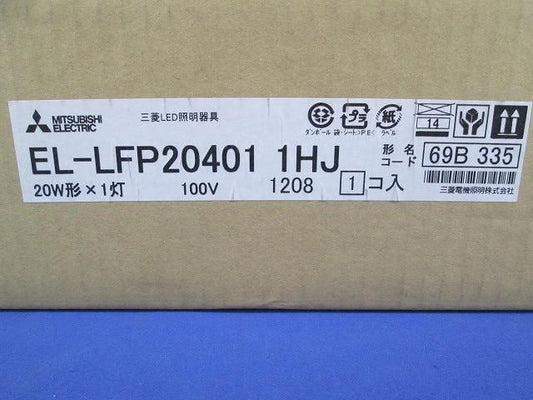 MITSUBISHI
ELECTRIC
三菱LED照明器具
ダンボール 袋・シート>P.E< ラベル
紙
14
EL-LFP20401 1HJ
形名
コード
69B 335
20W形×1灯 100V 1208 1コ入
三菱電機照明株式会社